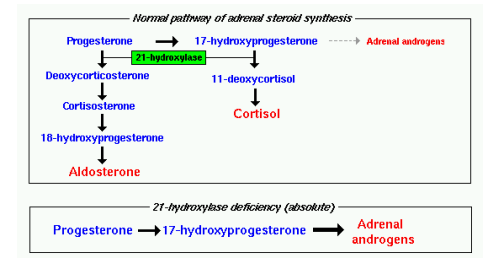 Normal pathway of adrenal steroid synthesis
Progesterone 17-hydroxyprogesterone Adrenal androgens
21-hydroxylase
Deoxycorticosterone 11-deoxycortisol
Cortisosterone Cortisol
18-hydroxyprogesterone
Aldosterone
21-hydroxylase deficiency (absolute)
Progesterone 17-hydroxyprogesterone Adrenal
androgens